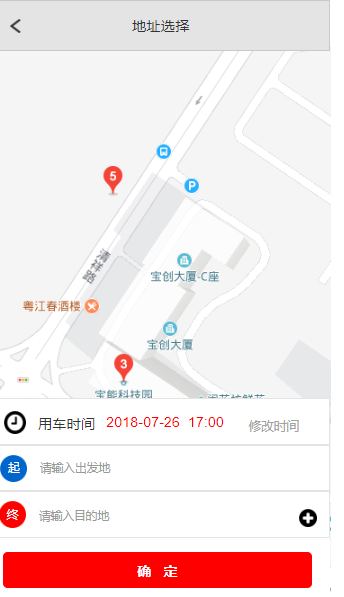 地址选择
5
P
清祥路
宝创大厦-C座
粤江春酒楼
宝创大厦
3
宝能科技园
用车时间 2018-07-26 17:00 修改时间
起 请输入出发地
终 请输入目的地
确 定